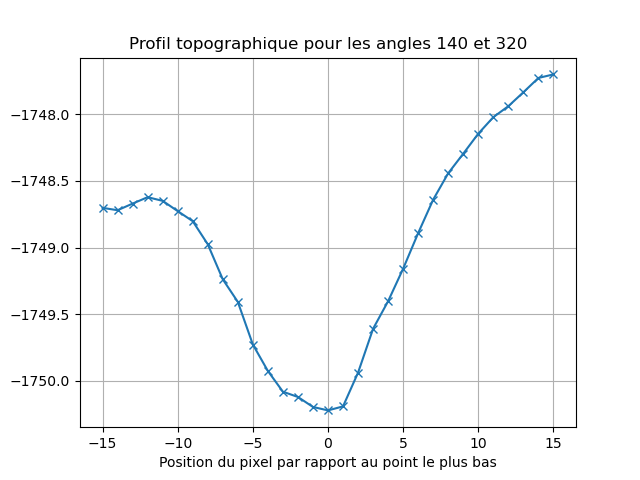 Profil topographique pour les angles 140 et 320
−1748.0
−1748.5
−1749.0
−1749.5
−1750.0
−15 −10 −5 0 5 10 15
Position du pixel par rapport au point le plus bas